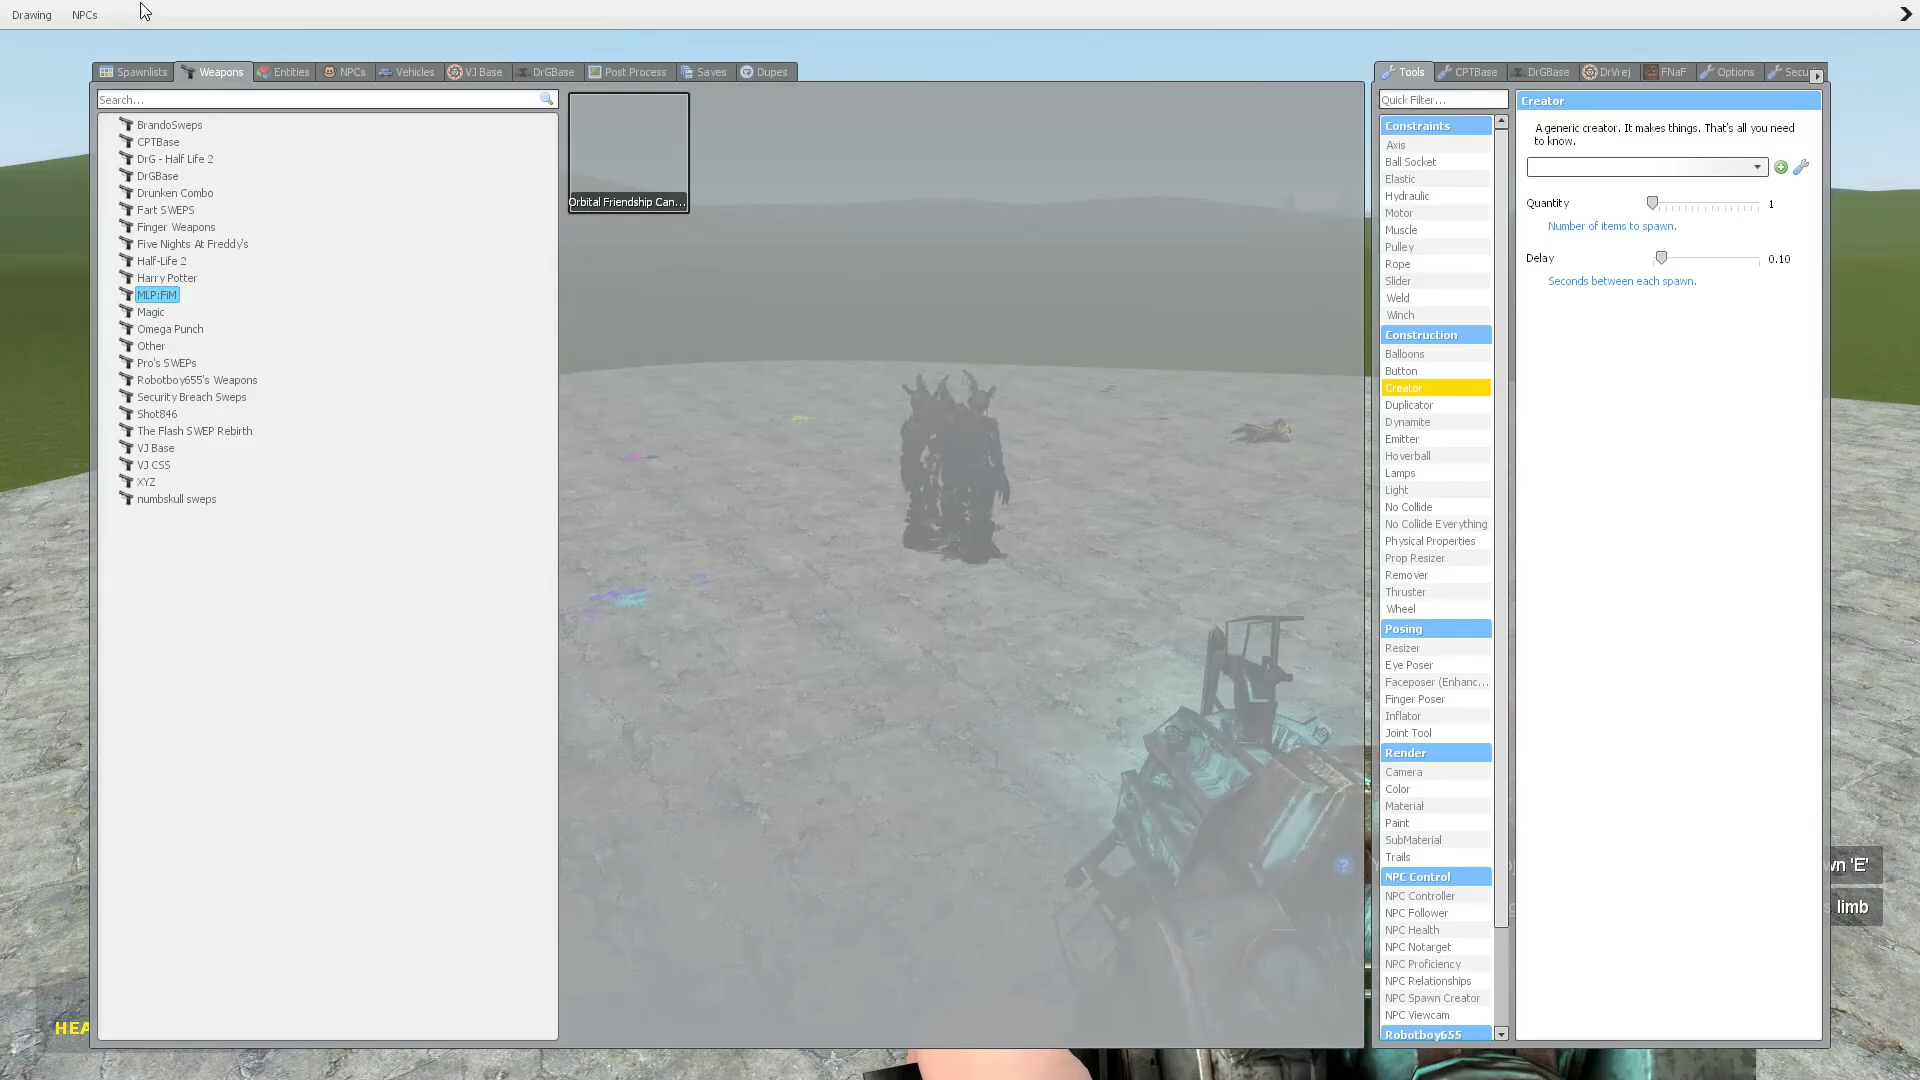 Drawing NPCs
Spawnlists Weapons Entities NPCs Vehicles VJ Base DrGBase Post Process Saves Dupes
Search...
BrandoSweps
CPTBase
DrG - Half Life 2
DrGBase
Drunken Combo
Fart SWEPS
Finger Weapons
Five Nights At Freddy's
Half-Life 2
Harry Potter
MLP:FiM
Magic
Omega Punch
Other
Pro's SWEPs
Robotboy655's Weapons
Security Breach Sweps
Shot846
The Flash SWEP Rebirth
VJ Base
VJ CSS
XYZ
numbskull sweps
Orbital Friendship Can...
Tools CPTBase DrGBase DrVrej FNaF Options Secu
Quick Filter...
Constraints
Axis
Ball Socket
Elastic
Hydraulic
Motor
Muscle
Pulley
Rope
Slider
Weld
Winch
Construction
Balloons
Button
Creator
Duplicator
Dynamite
Emitter
Hoverball
Lamps
Light
No Collide
No Collide Everything
Physical Properties
Prop Resizer
Remover
Thruster
Wheel
Posing
Resizer
Eye Poser
Faceposer (Enhanc...
Finger Poser
Inflator
Joint Tool
Render
Camera
Color
Material
Paint
SubMaterial
Trails
NPC Control
NPC Controller
NPC Follower
NPC Health
NPC Notarget
NPC Proficiency
NPC Relationships
NPC Spawn Creator
NPC Viewcam
Robotboy655
Creator
A generic creator. It makes things. That's all you need
to know.
Quantity 1
Number of items to spawn.
Delay 0.10
Seconds between each spawn.
wn 'E'
limb
HEA